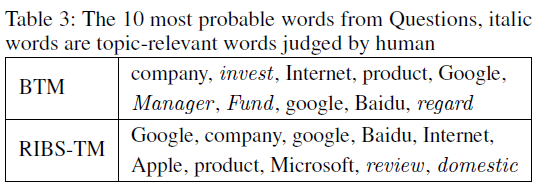 Table 3: The 10 most probable words from Questions, italic
words are topic-relevant words judged by human
BTM
company, invest, Internet, product, Google,
Manager, Fund, google, Baidu, regard
RIBS-TM
Google, company, google, Baidu, Internet,
Apple, product, Microsoft, review, domestic